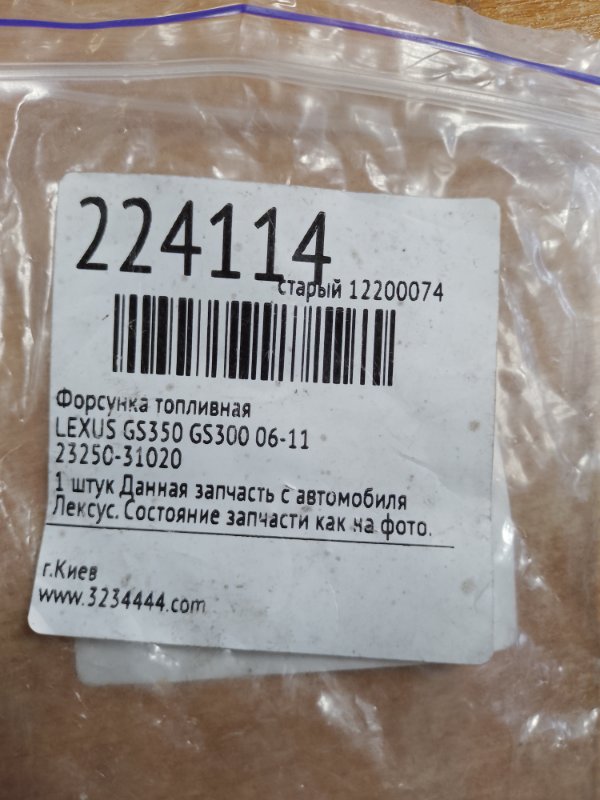 224114
старый 12200074
Форсунка топливная
LEXUS GS350 GS300 06-11
23250-31020
1 штук Данная запчасть с автомобиля
Лексус. Состояние запчасти как на фото.
г.Киев
www.3234444.com